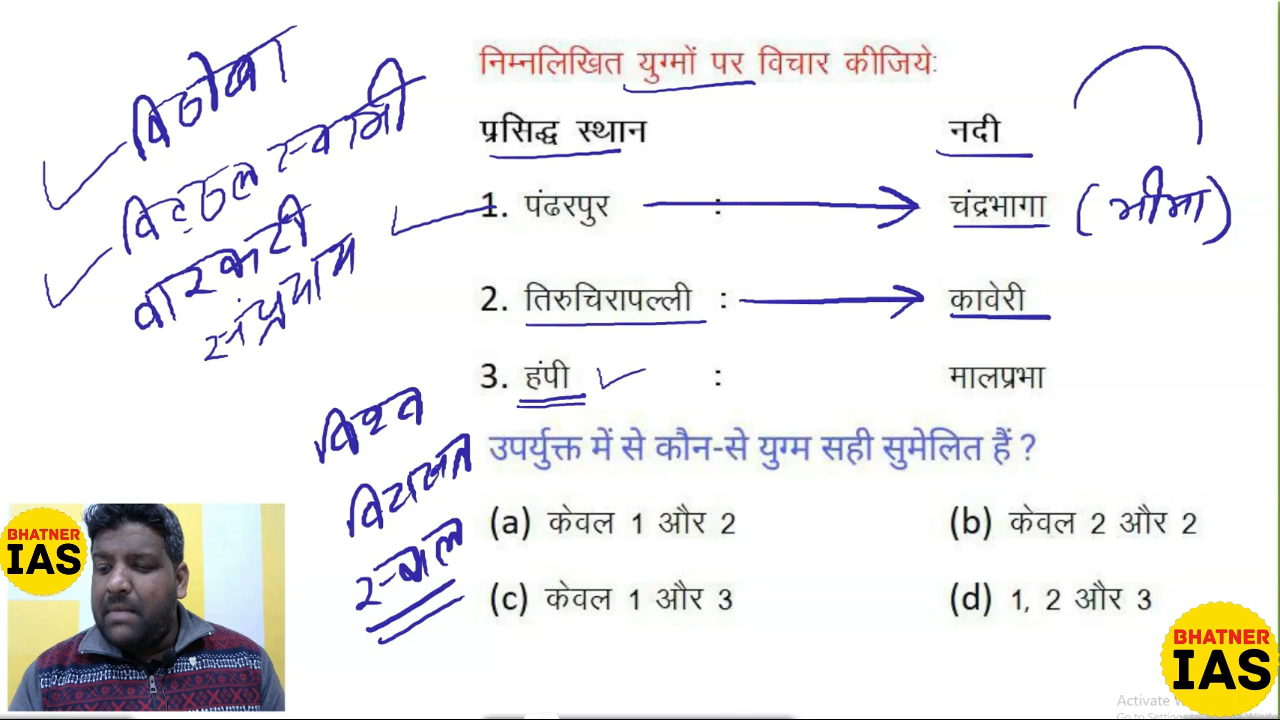 निम्नलिखित युग्मों पर विचार कीजिये:
प्रसिद्ध स्थान नदी
1. पंढरपुर : चंद्रभागा (भीमा)
2. तिरुचिरापल्ली : कावेरी
3. हंपी : मालप्रभा
उपर्युक्त में से कौन-से युग्म सही सुमेलित हैं ?
(a) केवल 1 और 2 (b) केवल 2 और 2
(c) केवल 1 और 3 (d) 1, 2 और 3
विठोबा
विट्ठल स्वामी
वारकरी
संप्रदाय
विश्व
विरासत
स्थल
BHATNER
IAS
BHATNER
IAS
Activate